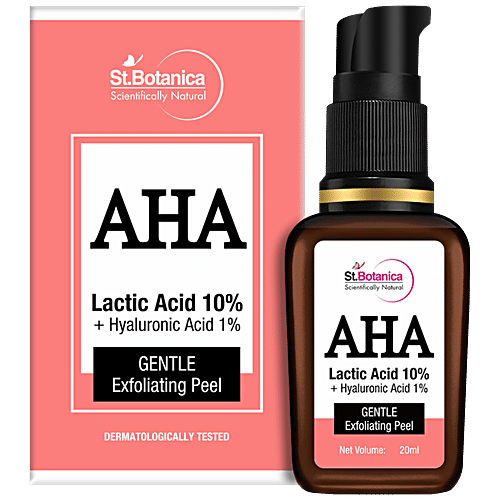 St.Botanica
Scientifically Natural
AHA
Lactic Acid 10%
+ Hyaluronic Acid 1%
GENTLE
Exfoliating Peel
DERMATOLOGICALLY TESTED
St.Botanica
Scientifically Natural
AHA
Lactic Acid 10%
+ Hyaluronic Acid 1%
GENTLE
Exfoliating Peel
Net Volume: 20ml